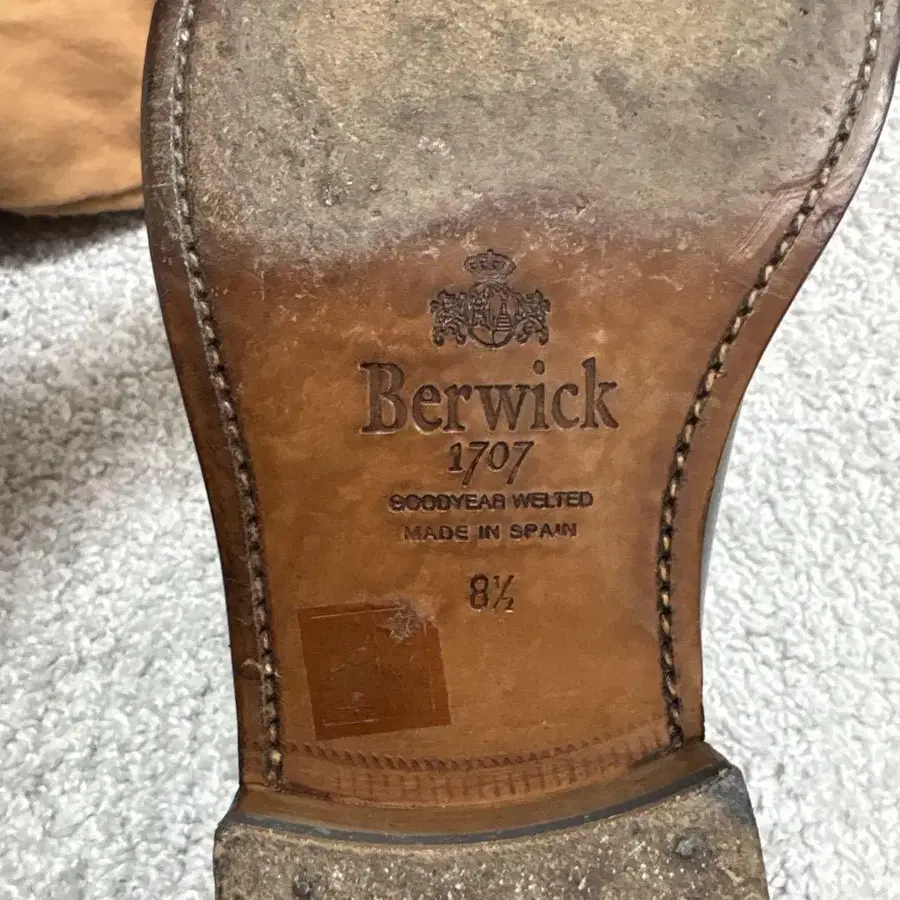 Berwick
1707
GOODYEAR WELTED
MADE IN SPAIN
8½